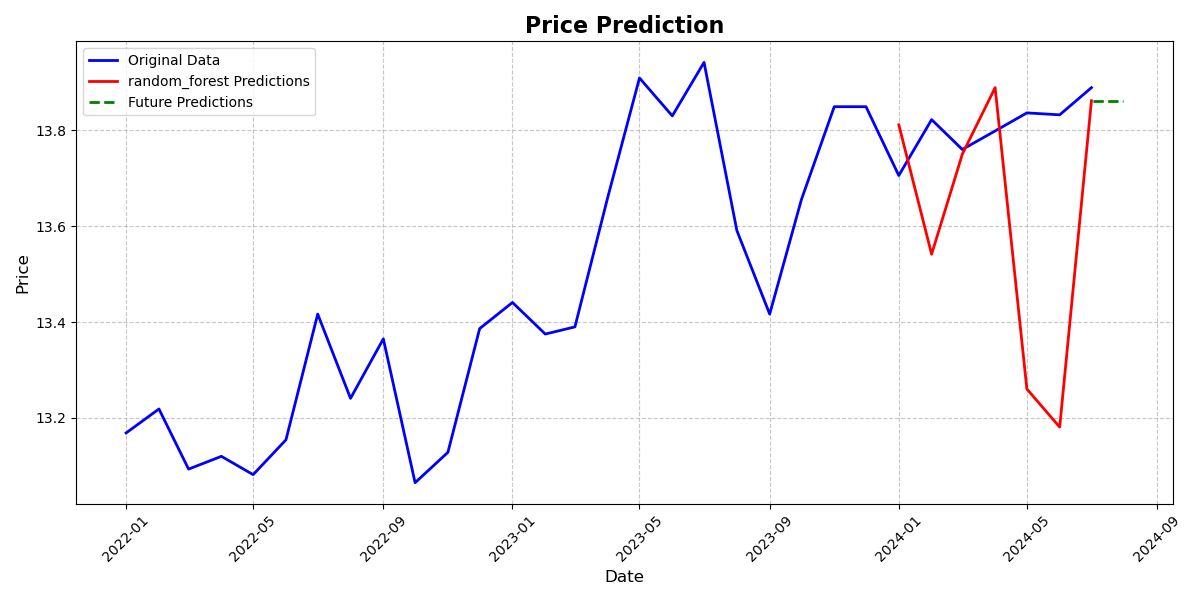 Price Prediction
Original Data
random_forest Predictions
Future Predictions
Price
13.8
13.6
13.4
13.2
2022-01
2022-05
2022-09
2023-01
2023-05
2023-09
2024-01
2024-05
2024-09
Date